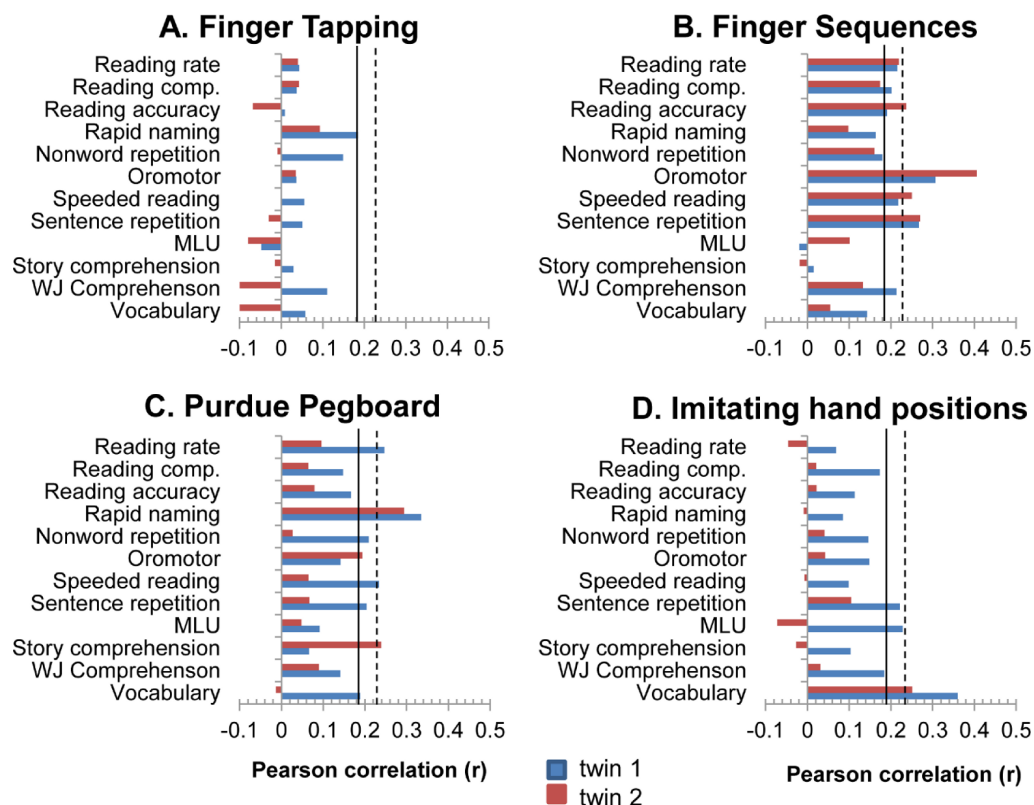 A. Finger Tapping
Reading rate
Reading comp.
Reading accuracy
Rapid naming
Nonword repetition
Oromotor
Speeded reading
Sentence repetition
MLU
Story comprehension
WJ Comprehenson
Vocabulary
-0.1 0 0.1 0.2 0.3 0.4 0.5
B. Finger Sequences
Reading rate
Reading comp.
Reading accuracy
Rapid naming
Nonword repetition
Oromotor
Speeded reading
Sentence repetition
MLU
Story comprehension
WJ Comprehenson
Vocabulary
-0.1 0 0.1 0.2 0.3 0.4 0.5
C. Purdue Pegboard
Reading rate
Reading comp.
Reading accuracy
Rapid naming
Nonword repetition
Oromotor
Speeded reading
Sentence repetition
MLU
Story comprehension
WJ Comprehenson
Vocabulary
-0.1 0 0.1 0.2 0.3 0.4 0.5
Pearson correlation (r)
D. Imitating hand positions
Reading rate
Reading comp.
Reading accuracy
Rapid naming
Nonword repetition
Oromotor
Speeded reading
Sentence repetition
MLU
Story comprehension
WJ Comprehenson
Vocabulary
-0.1 0 0.1 0.2 0.3 0.4 0.5
Pearson correlation (r)
twin 1
twin 2